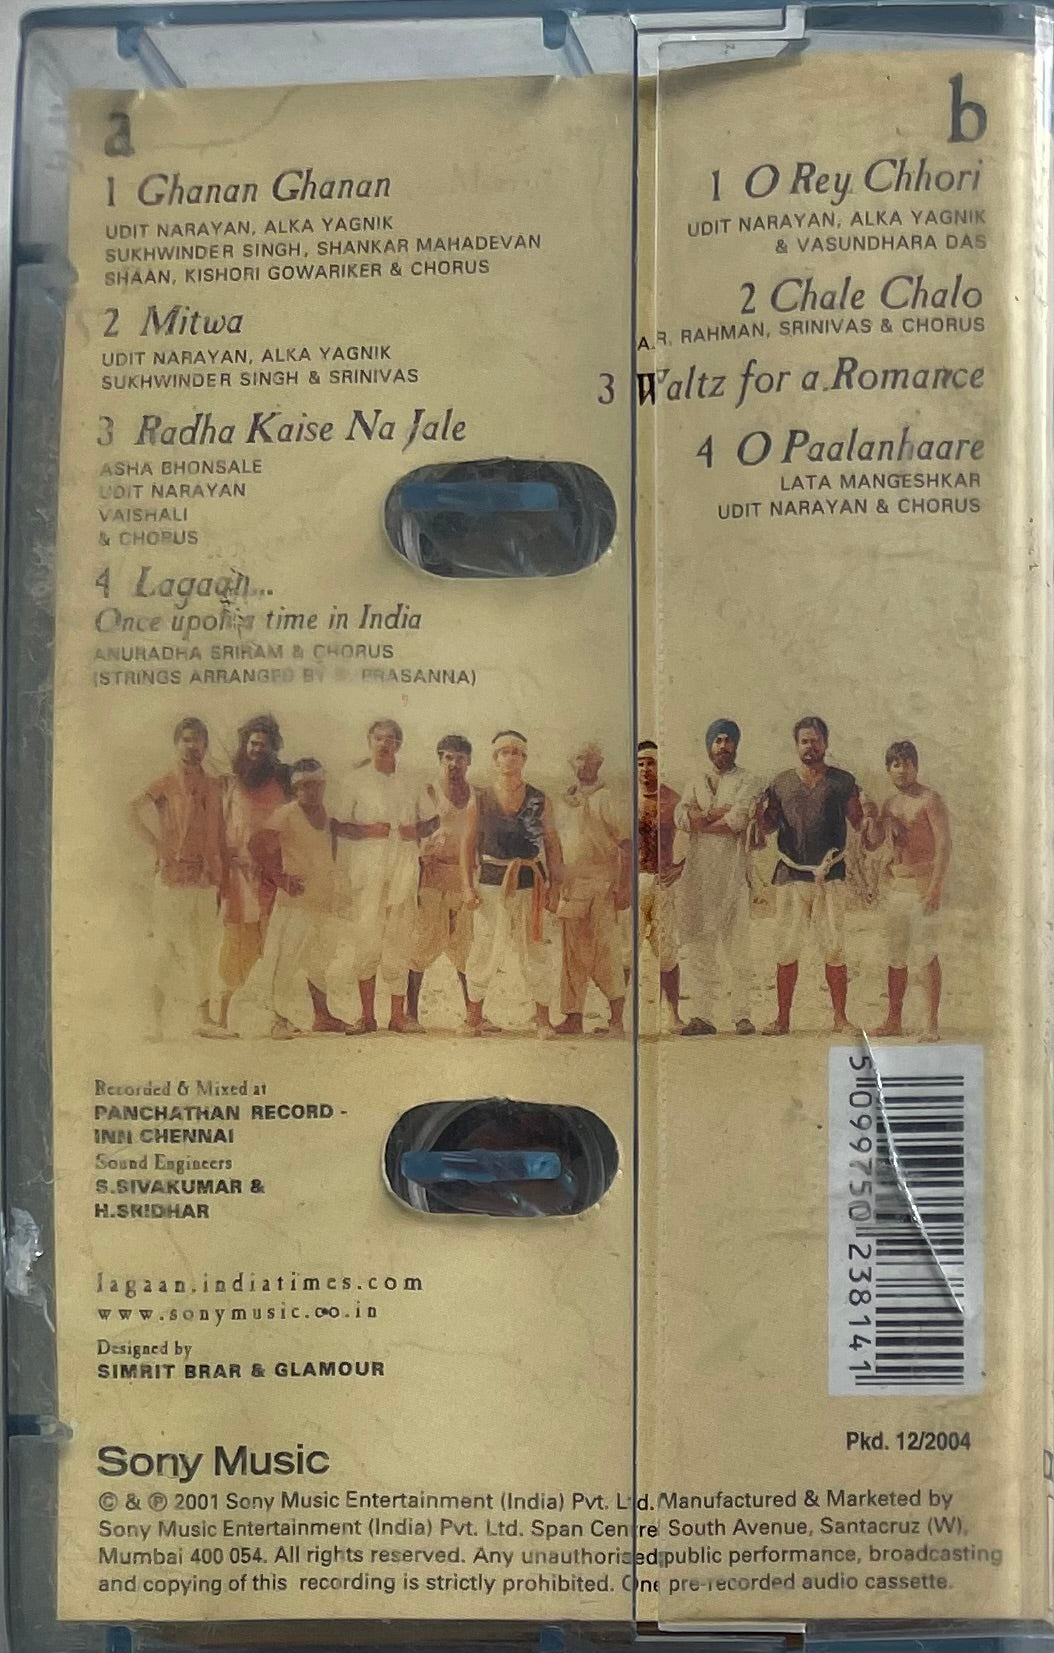 a
1 Ghanan Ghanan
UDIT NARAYAN, ALKA YAGNIK
SUKHWINDER SINGH, SHANKAR MAHADEVAN
SHAAN, KISHORI GOWARIKER & CHORUS
2 Mitwa
UDIT NARAYAN, ALKA YAGNIK
SUKHWINDER SINGH & SRINIVAS
3 Radha Kaise Na Jale
ASHA BHONSALE
UDIT NARAYAN
VAISHALI
& CHORUS
4 Lagaan...
Once upon a time in India
ANURADHA SRIRAM & CHORUS
(STRINGS ARRANGED BY PRASANNA)
b
1 O Rey Chhori
UDIT NARAYAN, ALKA YAGNIK
& VASUNDHARA DAS
2 Chale Chalo
A.R. RAHMAN, SRINIVAS & CHORUS
3 Waltz for a Romance
4 O Paalanhaare
LATA MANGESHKAR
UDIT NARAYAN & CHORUS
Recorded & Mixed at
PANCHATHAN RECORD -
INN CHENNAI
Sound Engineers
S.SIVAKUMAR &
H.SRIDHAR
lagaan.indiatimes.com
www.sonymusic.co.in
Designed by
SIMRIT BRAR & GLAMOUR
5 099750 238141
Pkd. 12/2004
Sony Music
© & ℗ 2001 Sony Music Entertainment (India) Pvt. Ltd. Manufactured & Marketed by
Sony Music Entertainment (India) Pvt. Ltd. Span Centre South Avenue, Santacruz (W),
Mumbai 400 054. All rights reserved. Any unauthorised public performance, broadcasting
and copying of this recording is strictly prohibited. One pre-recorded audio cassette.